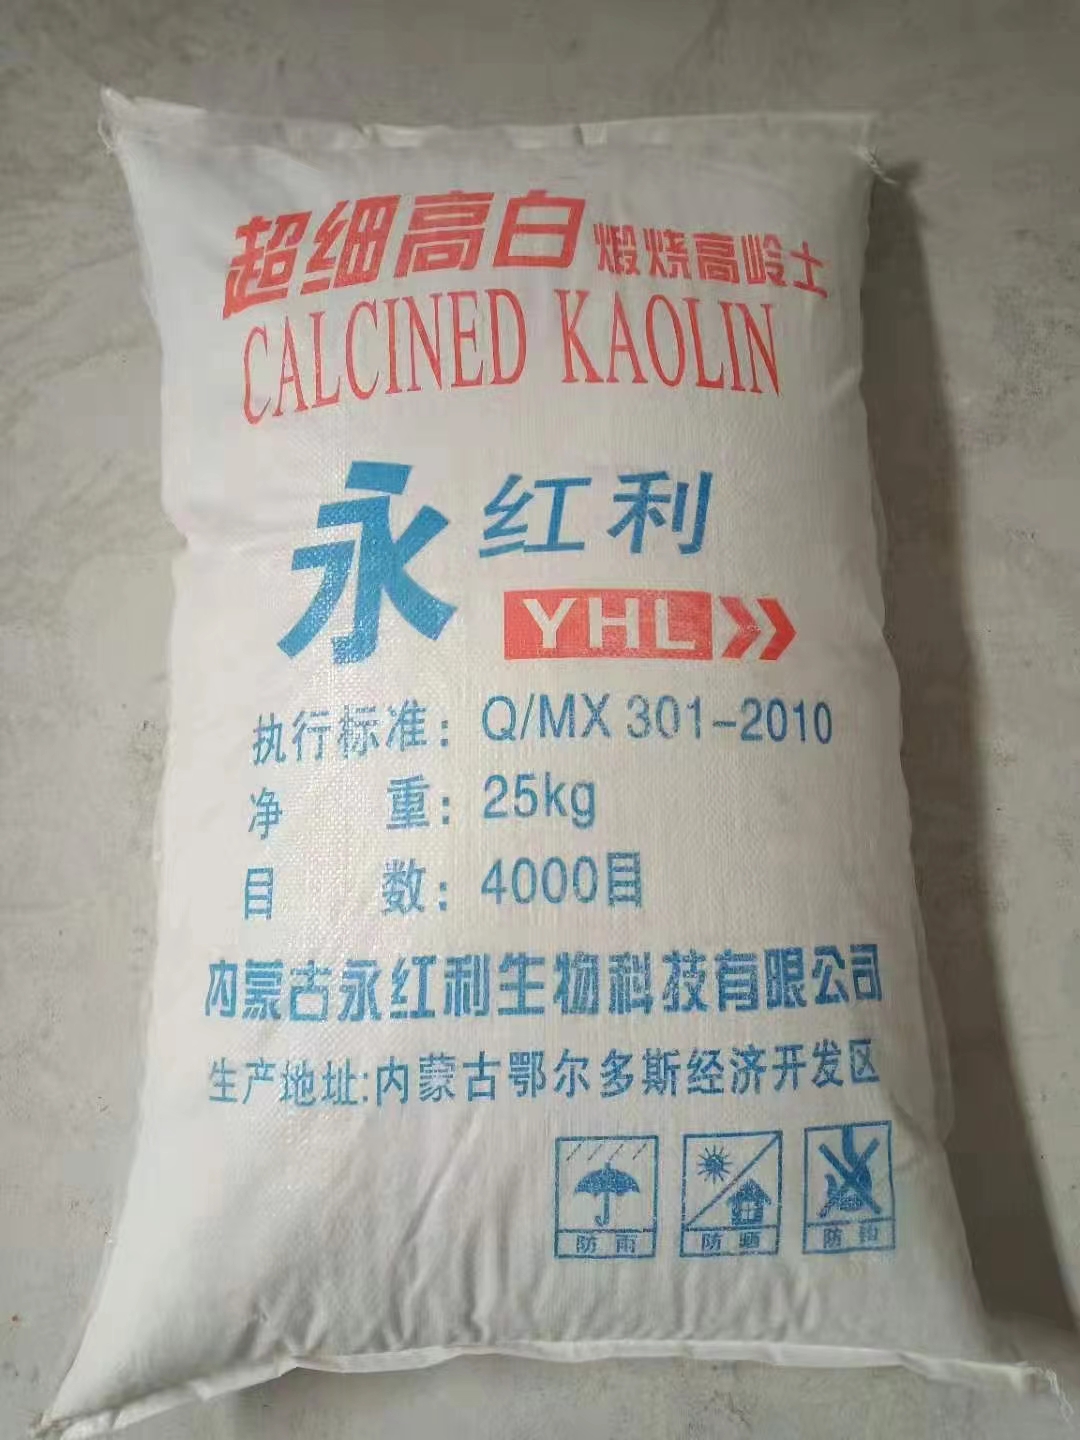 超细高白 煅烧高岭土
CALCINED KAOLIN
永红利
YHL
执行标准：Q/MX 301-2010
净 重：25kg
目 数：4000目
内蒙古永红利生物科技有限公司
生产地址:内蒙古鄂尔多斯经济开发区
防雨 防晒 防钩